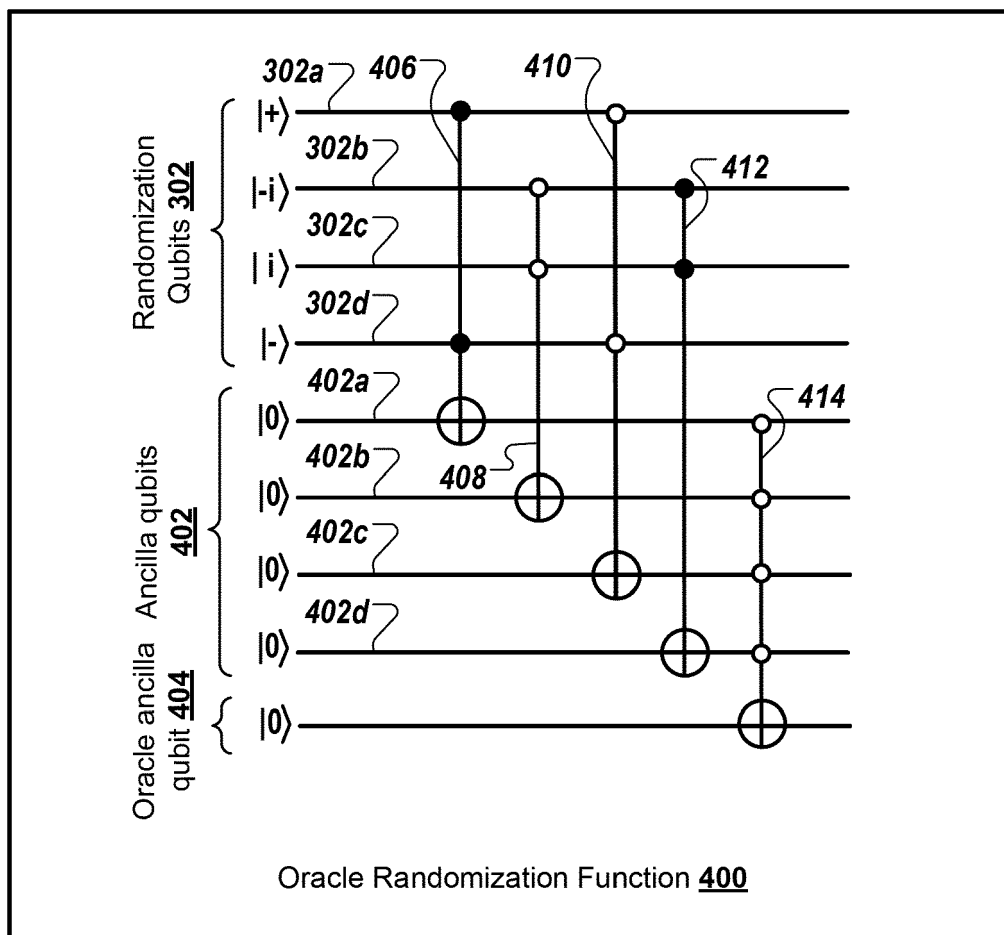 302a
406
410
|+⟩
302b
412
|-i⟩
302c
|i⟩
302d
|-⟩
Randomization
Qubits 302
402a
414
|0⟩
402b
408
|0⟩
402c
|0⟩
402d
|0⟩
Ancilla qubits
402
|0⟩
Oracle ancilla
qubit 404
Oracle Randomization Function 400